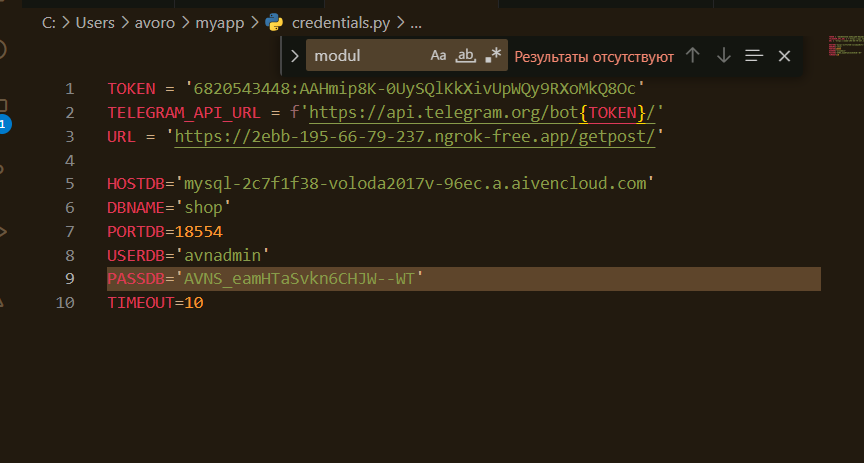 C: > Users > avoro > myapp > credentials.py > ...
modul Aa ab .* Результаты отсутствуют
1 TOKEN = '6820543448:AAHmip8K-0UySQlKkXivUpWQy9RXoMkQ8Oc'
2 TELEGRAM_API_URL = f'https://api.telegram.org/bot{TOKEN}/'
3 URL = 'https://2ebb-195-66-79-237.ngrok-free.app/getpost/'
4
5 HOSTDB='mysql-2c7f1f38-voloda2017v-96ec.a.aivencloud.com'
6 DBNAME='shop'
7 PORTDB=18554
8 USERDB='avnadmin'
9 PASSDB='AVNS_eamHTaSvkn6CHJW--WT'
10 TIMEOUT=10